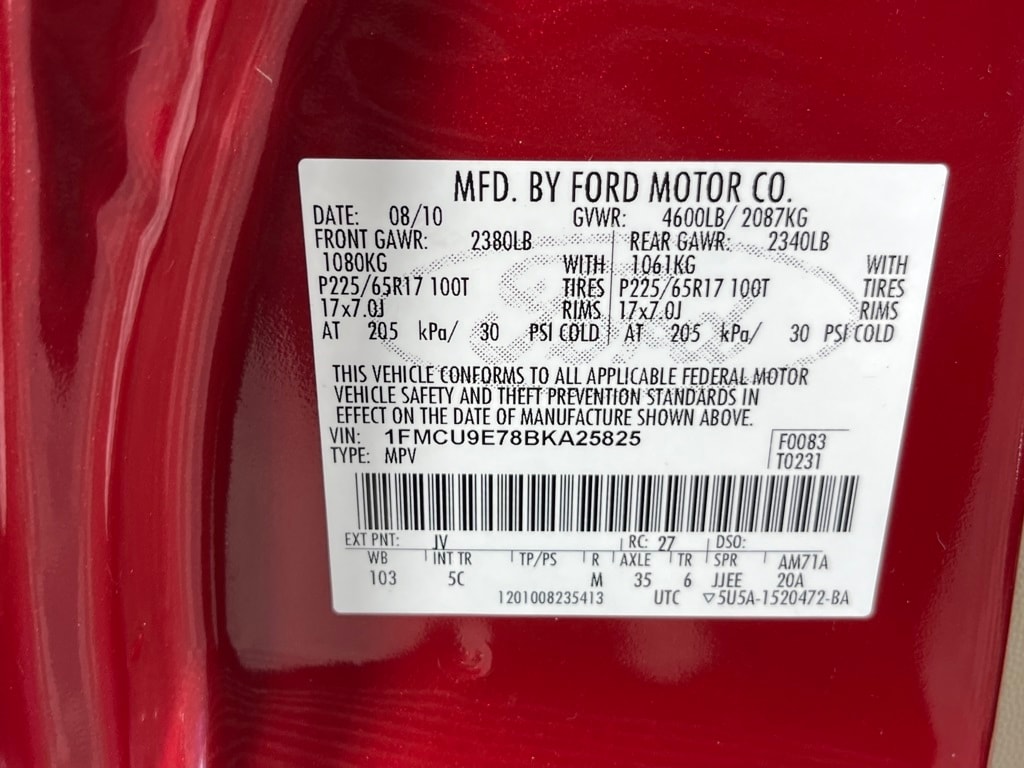 MFD. BY FORD MOTOR CO.
DATE: 08/10 GVWR: 4600LB/ 2087KG
FRONT GAWR: 2380LB REAR GAWR: 2340LB
1080KG WITH 1061KG WITH
P225/65R17 100T TIRES P225/65R17 100T TIRES
17x7.0J RIMS 17x7.0J RIMS
AT 205 kPa/ 30 PSI COLD AT 205 kPa/ 30 PSI COLD
THIS VEHICLE CONFORMS TO ALL APPLICABLE FEDERAL MOTOR
VEHICLE SAFETY AND THEFT PREVENTION STANDARDS IN
EFFECT ON THE DATE OF MANUFACTURE SHOWN ABOVE.
VIN: 1FMCU9E78BKA25825 F0083
TYPE: MPV T0231
EXT PNT: JV RC: 27 DSO:
WB INT TR TP/PS R AXLE TR SPR AM71A
103 5C M 35 6 JJEE 20A
1201008235413 UTC ▽5U5A-1520472-BA